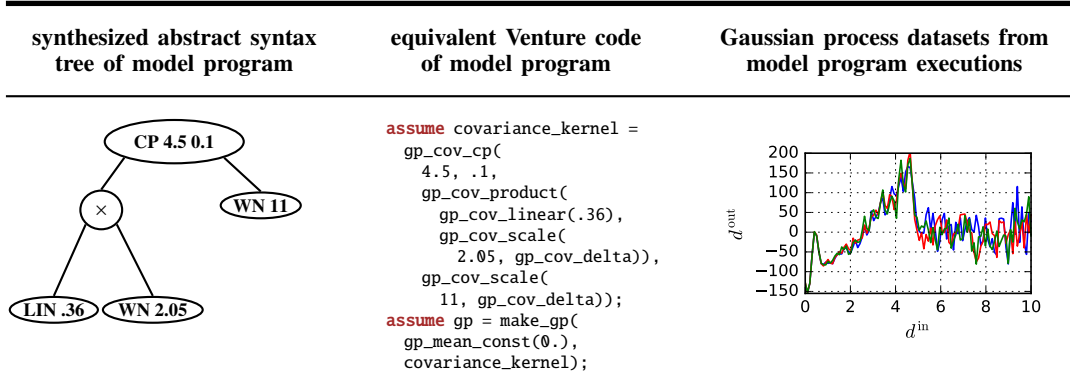 synthesized abstract syntax
tree of model program
equivalent Venture code
of model program
Gaussian process datasets from
model program executions
CP 4.5 0.1
×
WN 11
LIN .36
WN 2.05
assume covariance_kernel =
gp_cov_cp(
4.5, .1,
gp_cov_product(
gp_cov_linear(.36),
gp_cov_scale(
2.05, gp_cov_delta)),
gp_cov_scale(
11, gp_cov_delta));
assume gp = make_gp(
gp_mean_const(0.),
covariance_kernel);
200
150
100
50
0
−50
−100
−150
d^out
0 2 4 6 8 10
d^in